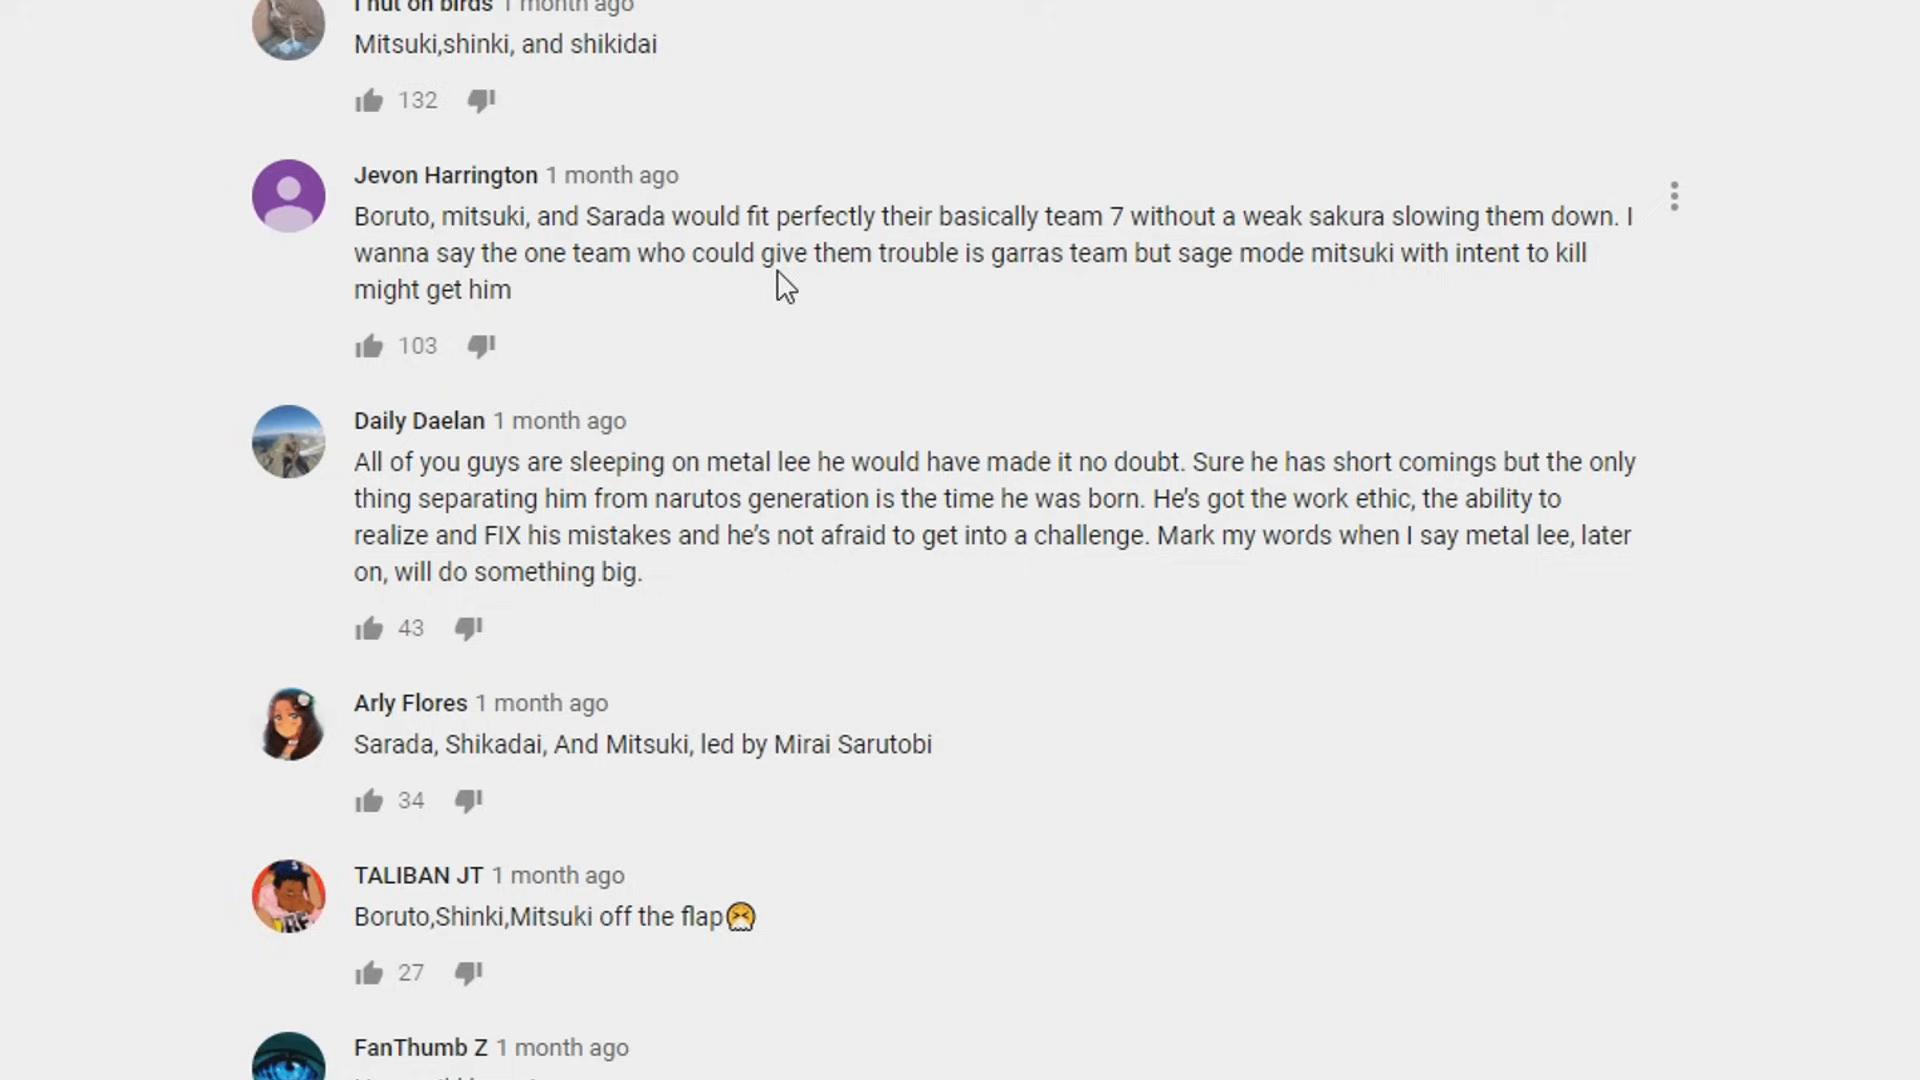 I nut on birds 1 month ago
Mitsuki,shinki, and shikidai
132
Jevon Harrington 1 month ago
Boruto, mitsuki, and Sarada would fit perfectly their basically team 7 without a weak sakura slowing them down. I
wanna say the one team who could give them trouble is garras team but sage mode mitsuki with intent to kill
might get him
103
Daily Daelan 1 month ago
All of you guys are sleeping on metal lee he would have made it no doubt. Sure he has short comings but the only
thing separating him from narutos generation is the time he was born. He’s got the work ethic, the ability to
realize and FIX his mistakes and he’s not afraid to get into a challenge. Mark my words when I say metal lee, later
on, will do something big.
43
Arly Flores 1 month ago
Sarada, Shikadai, And Mitsuki, led by Mirai Sarutobi
34
TALIBAN JT 1 month ago
Boruto,Shinki,Mitsuki off the flap
27
FanThumb Z 1 month ago